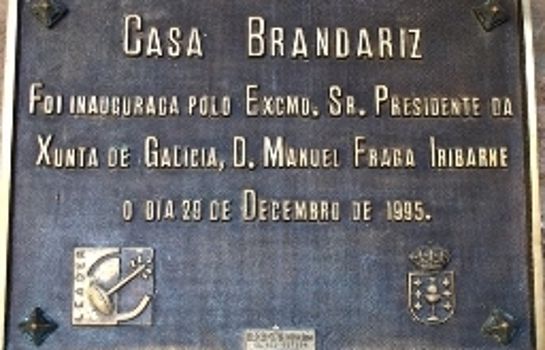 CASA BRANDARIZ
FOI INAUGURADA POLO EXCMO. SR. PRESIDENTE DA
XUNTA DE GALICIA, D. MANUEL FRAGA IRIBARNE
O DIA 29 DE DECEMBRO DE 1995.
LEADER